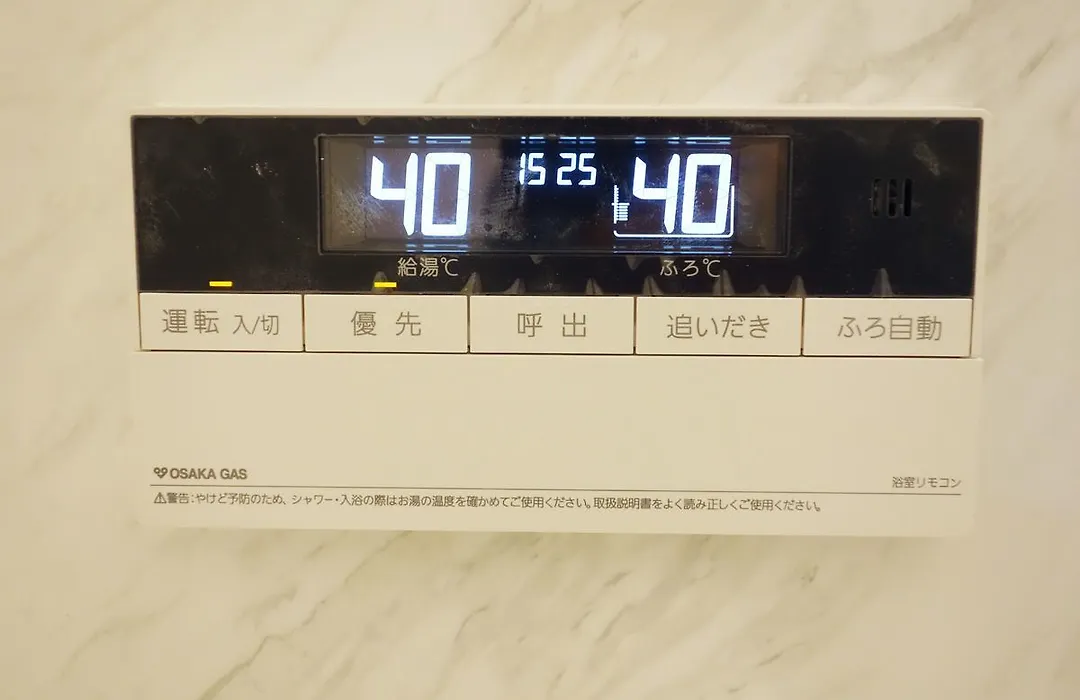 40 15 25 40
給湯℃ ふろ℃
運転 入/切 優先 呼出 追いだき ふろ自動
OSAKA GAS
浴室リモコン
⚠警告:やけど予防のため、シャワー・入浴の際はお湯の温度を確かめてご使用ください。取扱説明書をよく読み正しくご使用ください。